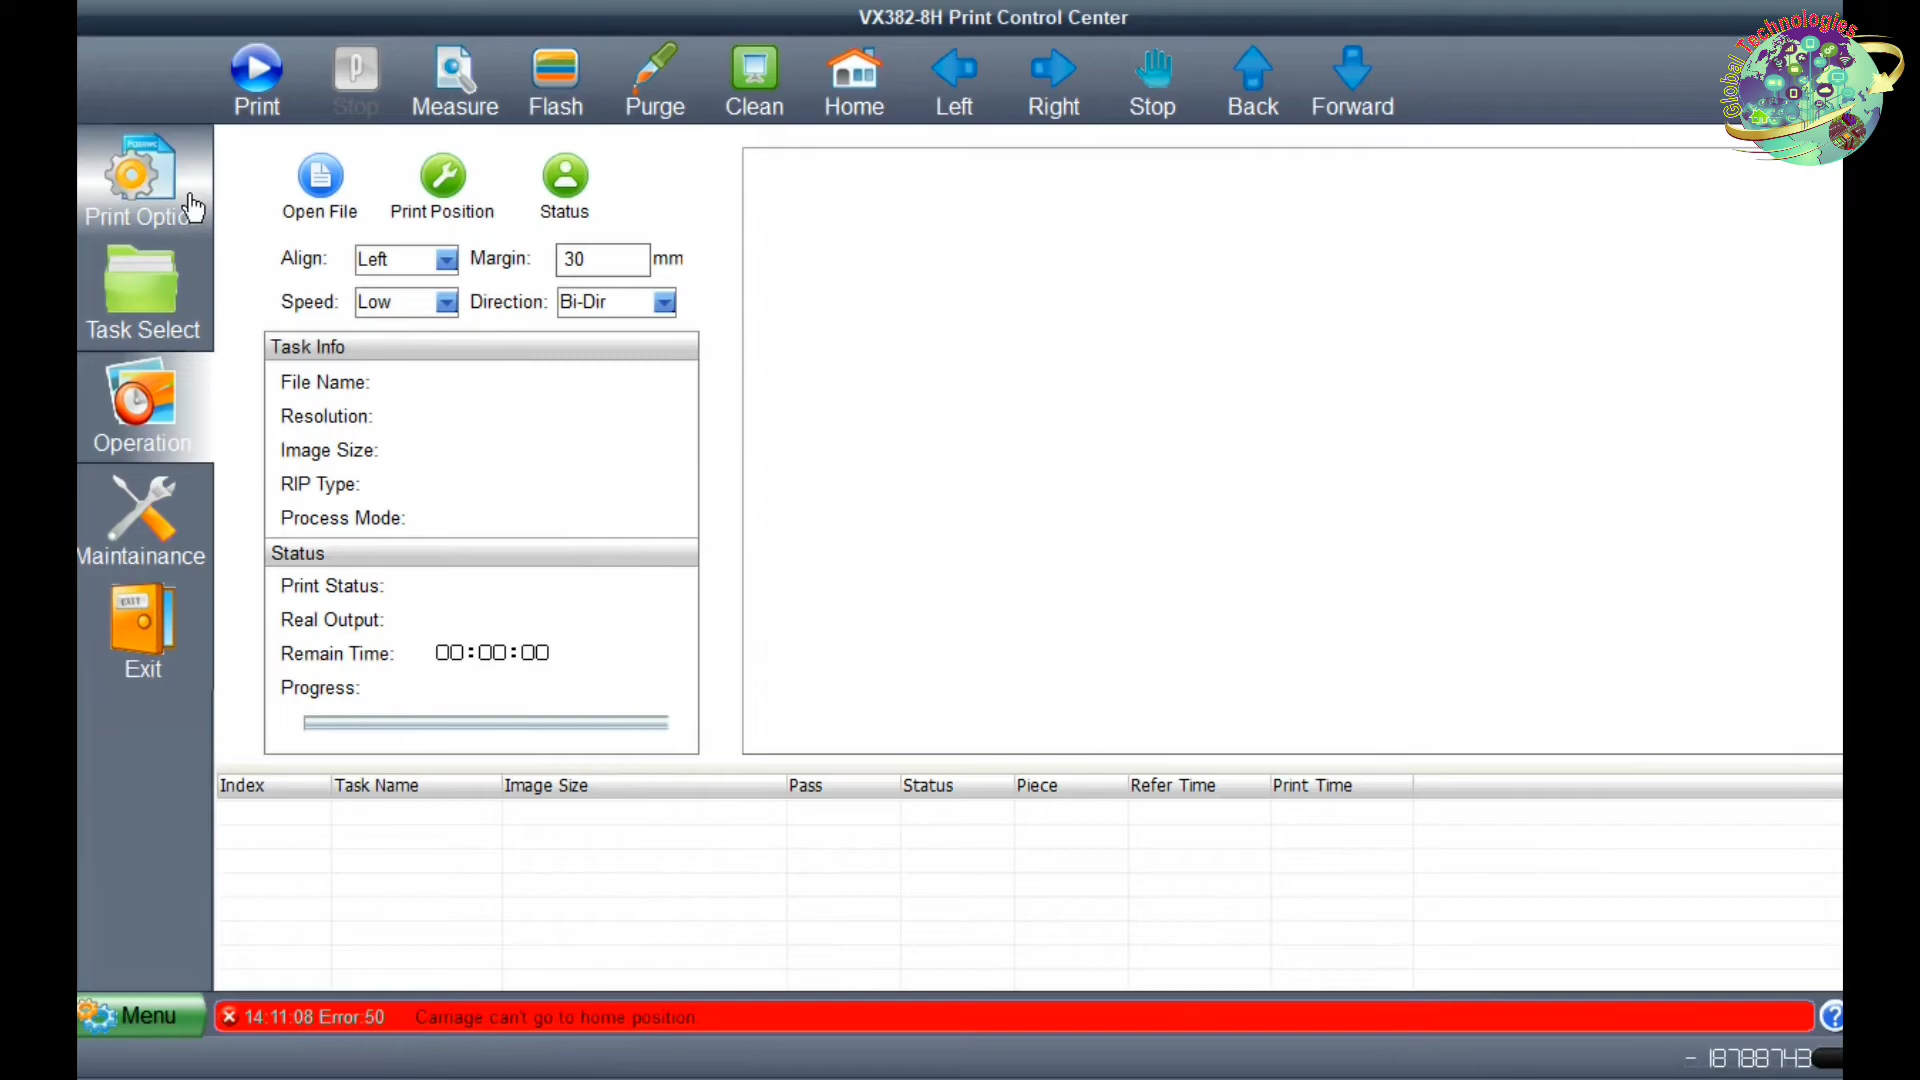 VX382-8H Print Control Center
Global Technologies
Print Stop Measure Flash Purge Clean Home Left Right Stop Back Forward
Print Optio
Task Select
Operation
Maintainance
EXIT
Exit
Open File Print Position Status
Align: Left Margin: 30 mm
Speed: Low Direction: Bi-Dir
Task Info
File Name:
Resolution:
Image Size:
RIP Type:
Process Mode:
Status
Print Status:
Real Output:
Remain Time: 00:00:00
Progress:
Index Task Name Image Size Pass Status Piece Refer Time Print Time
Menu 14:11:08 Error:50 Carriage can't go to home position.
- 18788743